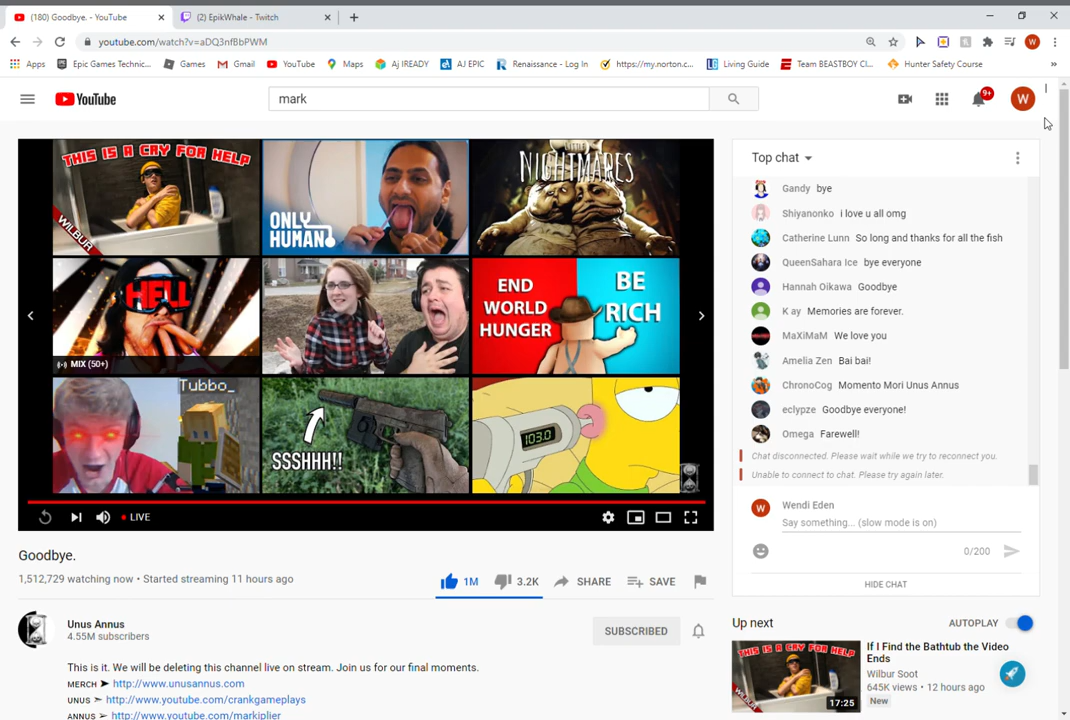 (180) Goodbye. - YouTube
(2) EpikWhale - Twitch
youtube.com/watch?v=aDQ3nfBbPWM
W
Apps
Epic Games Technic...
Games
Gmail
YouTube
Maps
Aj IREADY
AJ EPIC
Renaissance - Log In
https://my.norton...
Living Guide
Team BEASTBOY Cl...
Hunter Safety Course
»
YouTube
mark
9+
W
THIS IS A CRY FOR HELP
WILBUR
ONLY
HUMAN
LITTLE
NIGHTMARES
Top chat
Gandy bye
Shiyanonko i love u all omg
Catherine Lunn So long and thanks for all the fish
QueenSahara Ice bye everyone
Hannah Oikawa Goodbye
K ay Memories are forever.
MaXiMaM We love you
Amelia Zen Bai bai!
ChronoCog Momento Mori Unus Annus
eclypze Goodbye everyone!
Omega Farewell!
Chat disconnected. Please wait while we try to reconnect you.
Unable to connect to chat. Please try again later.
W
Wendi Eden
Say something... (slow mode is on)
0/200
HIDE CHAT
HELL
MIX (50+)
END
WORLD
HUNGER
BE
RICH
Tubbo_
SSSHHH!!
103.0
LIVE
Goodbye.
1,512,729 watching now • Started streaming 11 hours ago
1M
3.2K
SHARE
SAVE
Unus Annus
4.55M subscribers
SUBSCRIBED
This is it. We will be deleting this channel live on stream. Join us for our final moments.
MERCH ➤ http://www.unusannus.com
UNUS ➣ http://www.youtube.com/crankgameplays
ANNUS ➢ http://www.youtube.com/markiplier
Up next
AUTOPLAY
THIS IS A CRY FOR HELP
WILBUR
17:25
If I Find the Bathtub the Video
Ends
Wilbur Soot
645K views • 12 hours ago
New